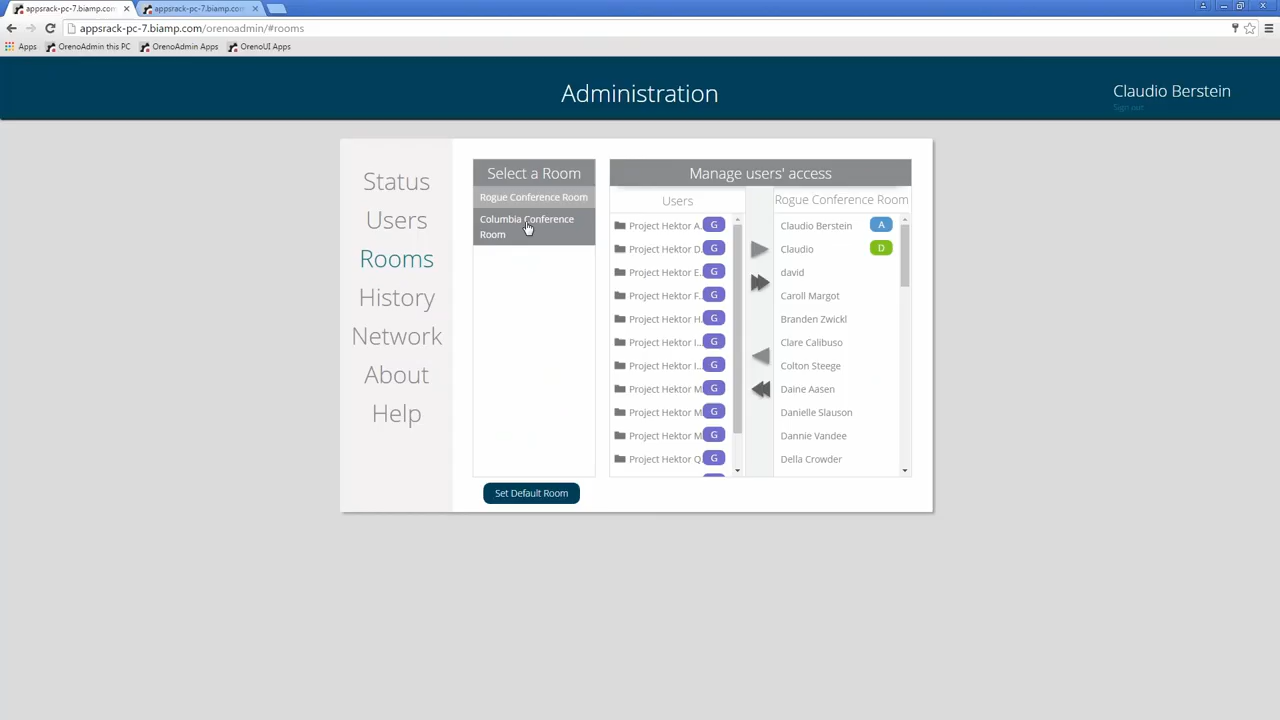 appsrack-pc-7.biamp.com/
appsrack-pc-7.biamp.com/
appsrack-pc-7.biamp.com/orenoadmin/#rooms
Apps
OrenoAdmin this PC
OrenoAdmin Apps
OrenoUI Apps
Administration
Claudio Berstein
Sign out
Status
Users
Rooms
History
Network
About
Help
Select a Room
Rogue Conference Room
Columbia Conference
Room
Set Default Room
Manage users' access
Users
Project Hektor A... G
Project Hektor D... G
Project Hektor E... G
Project Hektor F... G
Project Hektor H... G
Project Hektor I... G
Project Hektor I... G
Project Hektor M... G
Project Hektor M... G
Project Hektor M... G
Project Hektor Q... G
Rogue Conference Room
Claudio Berstein A
Claudio D
david
Caroll Margot
Branden Zwickl
Clare Calibuso
Colton Steege
Daine Aasen
Danielle Slauson
Dannie Vandee
Della Crowder